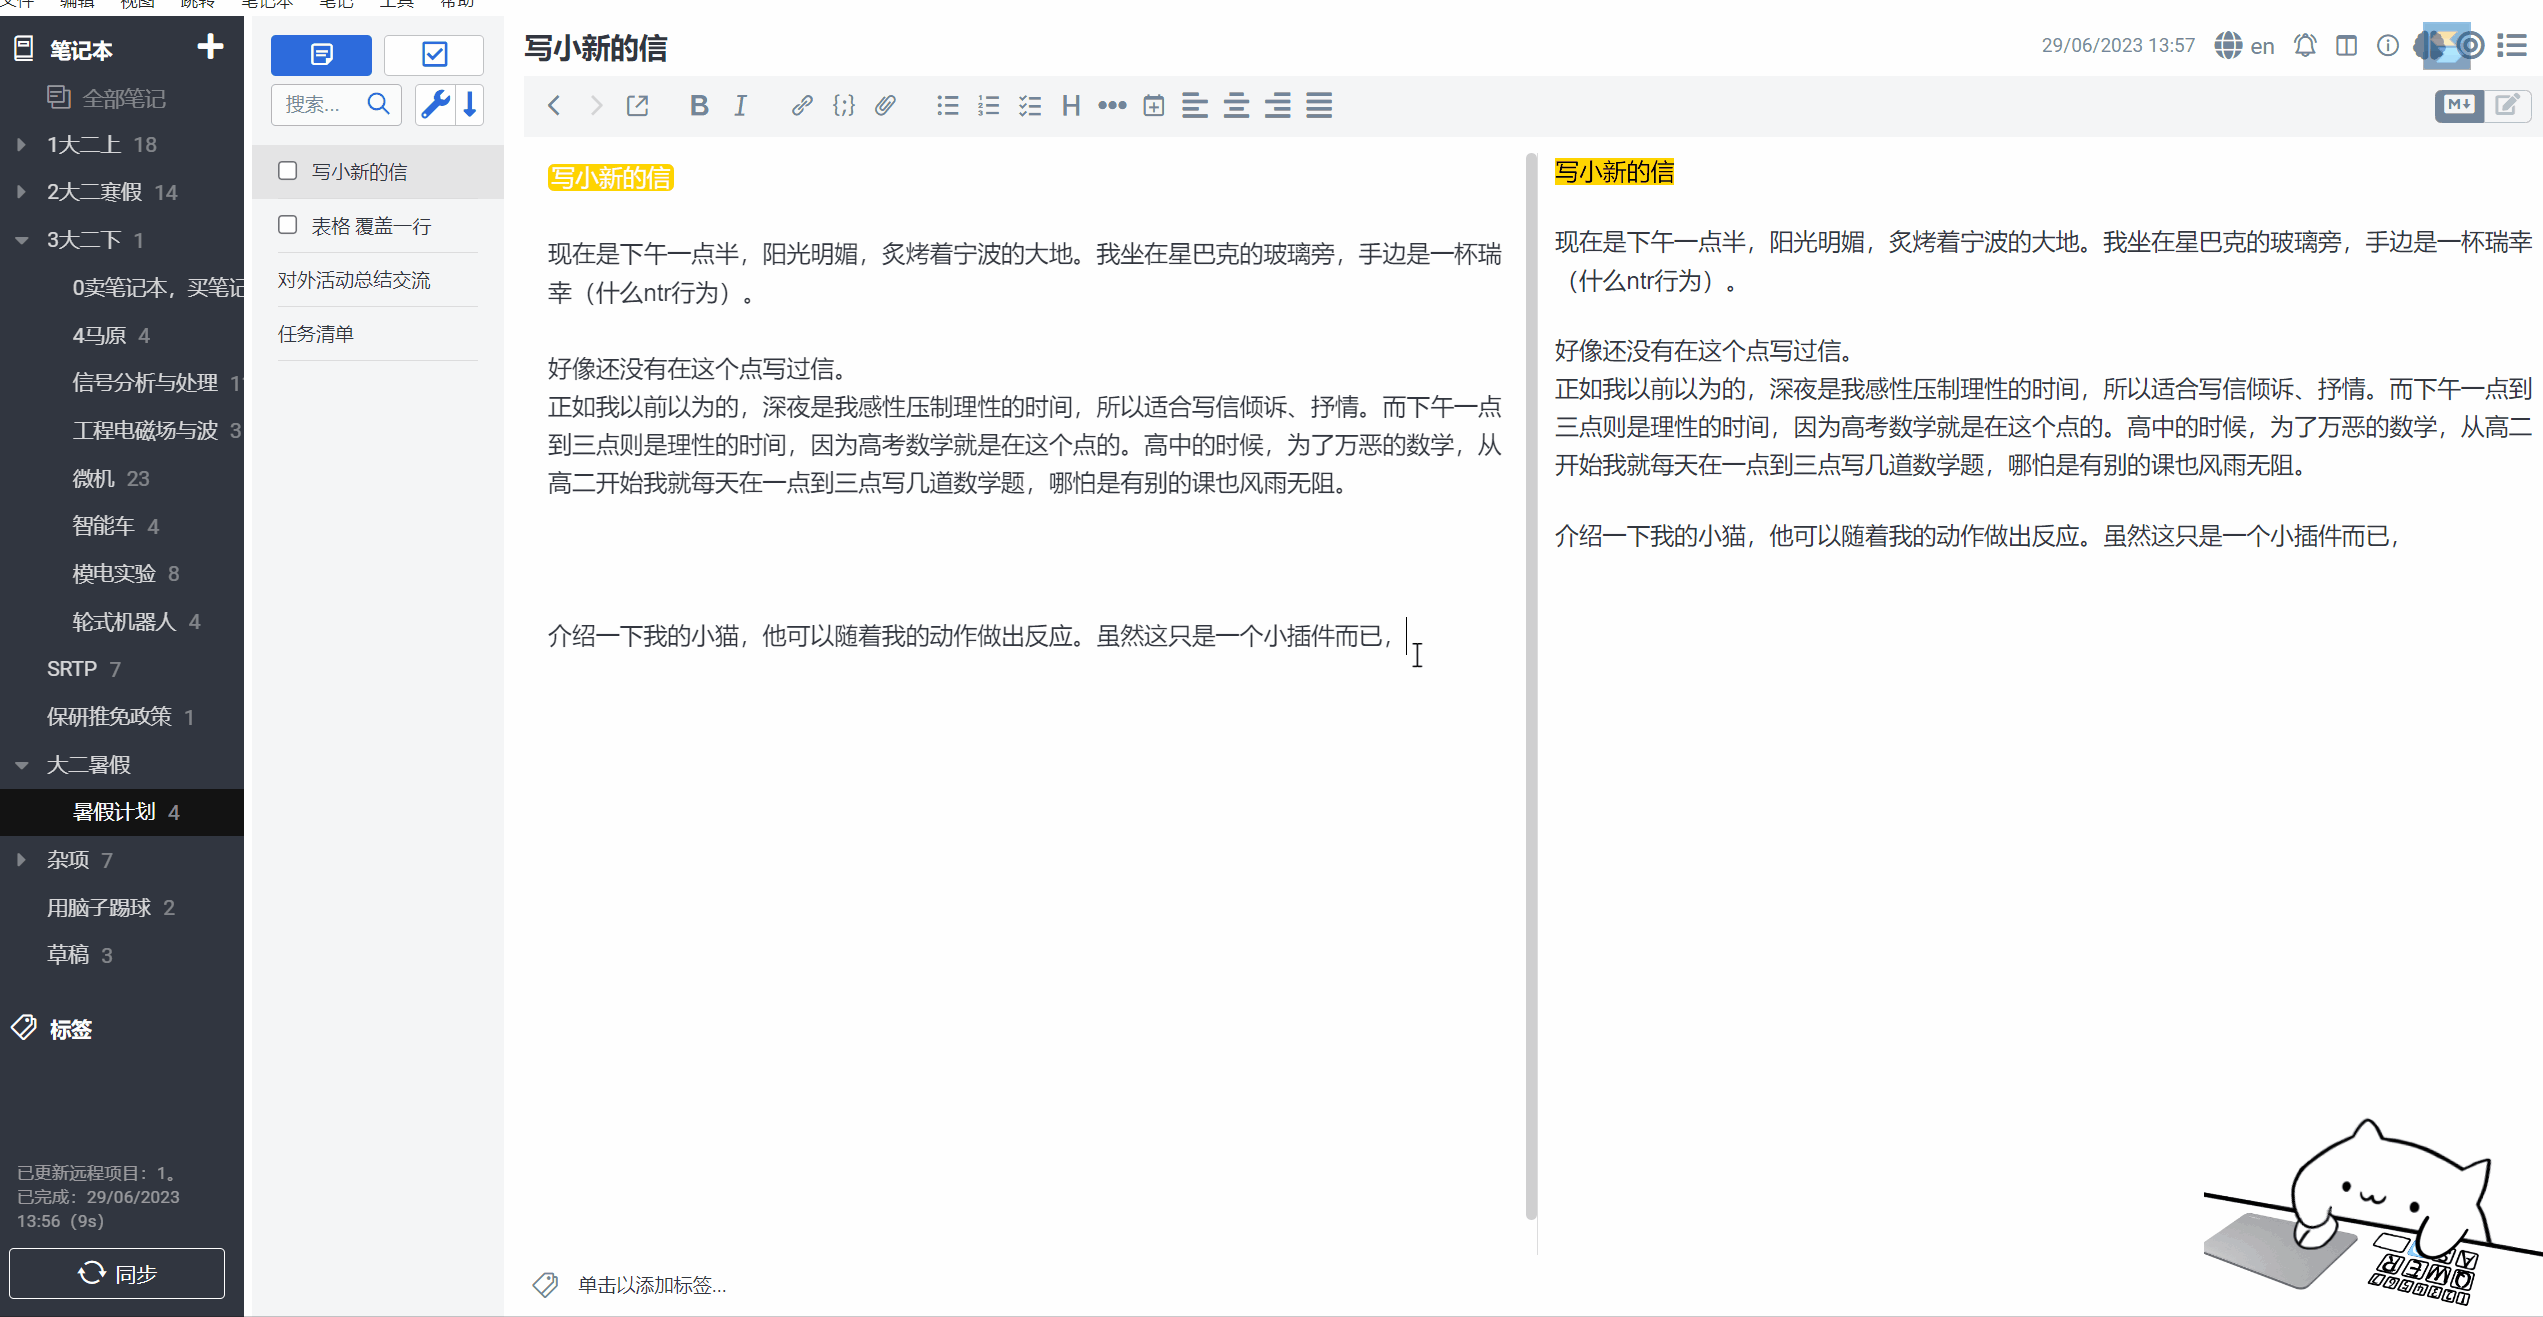 文件 编辑 视图 跳转 笔记本 笔记 工具 帮助
笔记本
全部笔记
1大二上 18
2大二寒假 14
3大二下 1
0卖笔记本，买笔记
4马原 4
信号分析与处理 1
工程电磁场与波 3
微机 23
智能车 4
模电实验 8
轮式机器人 4
SRTP 7
保研推免政策 1
大二暑假
暑假计划 4
杂项 7
用脑子踢球 2
草稿 3
标签
已更新远程项目：1。
已完成：29/06/2023
13:56（9s）
同步
搜索...
写小新的信
表格 覆盖一行
对外活动总结交流
任务清单
写小新的信
29/06/2023 13:57
en
B I
H
M
写小新的信
现在是下午一点半，阳光明媚，炙烤着宁波的大地。我坐在星巴克的玻璃旁，手边是一杯瑞
幸（什么ntr行为）。
好像还没有在这个点写过信。
正如我以前以为的，深夜是我感性压制理性的时间，所以适合写信倾诉、抒情。而下午一点
到三点则是理性的时间，因为高考数学就是在这个点的。高中的时候，为了万恶的数学，从
高二开始我就每天在一点到三点写几道数学题，哪怕是有别的课也风雨无阻。
介绍一下我的小猫，他可以随着我的动作做出反应。虽然这只是一个小插件而已，
单击以添加标签...
写小新的信
现在是下午一点半，阳光明媚，炙烤着宁波的大地。我坐在星巴克的玻璃旁，手边是一杯瑞幸
（什么ntr行为）。
好像还没有在这个点写过信。
正如我以前以为的，深夜是我感性压制理性的时间，所以适合写信倾诉、抒情。而下午一点到
三点则是理性的时间，因为高考数学就是在这个点的。高中的时候，为了万恶的数学，从高二
开始我就每天在一点到三点写几道数学题，哪怕是有别的课也风雨无阻。
介绍一下我的小猫，他可以随着我的动作做出反应。虽然这只是一个小插件而已，